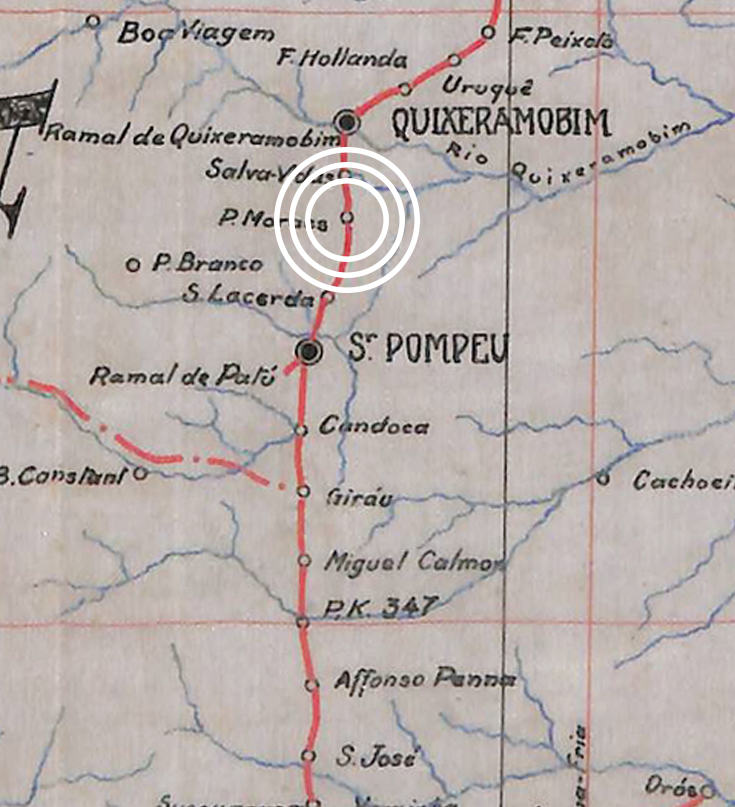 Boa Viagem
F. Peixoto
F. Hollanda
Uruquê
QUIXERAMOBIM
Ramal de Quixeramobim
Rio Quixeramobim
Salva-Vidas
P. Moraes
P. Branco
S. Lacerda
Sr. POMPEU
Ramal de Patú
Candoca
B. Constant
Giráu
Cachoei
Miguel Calmon
P.K. 347
Affonso Penna
S. José
Orós